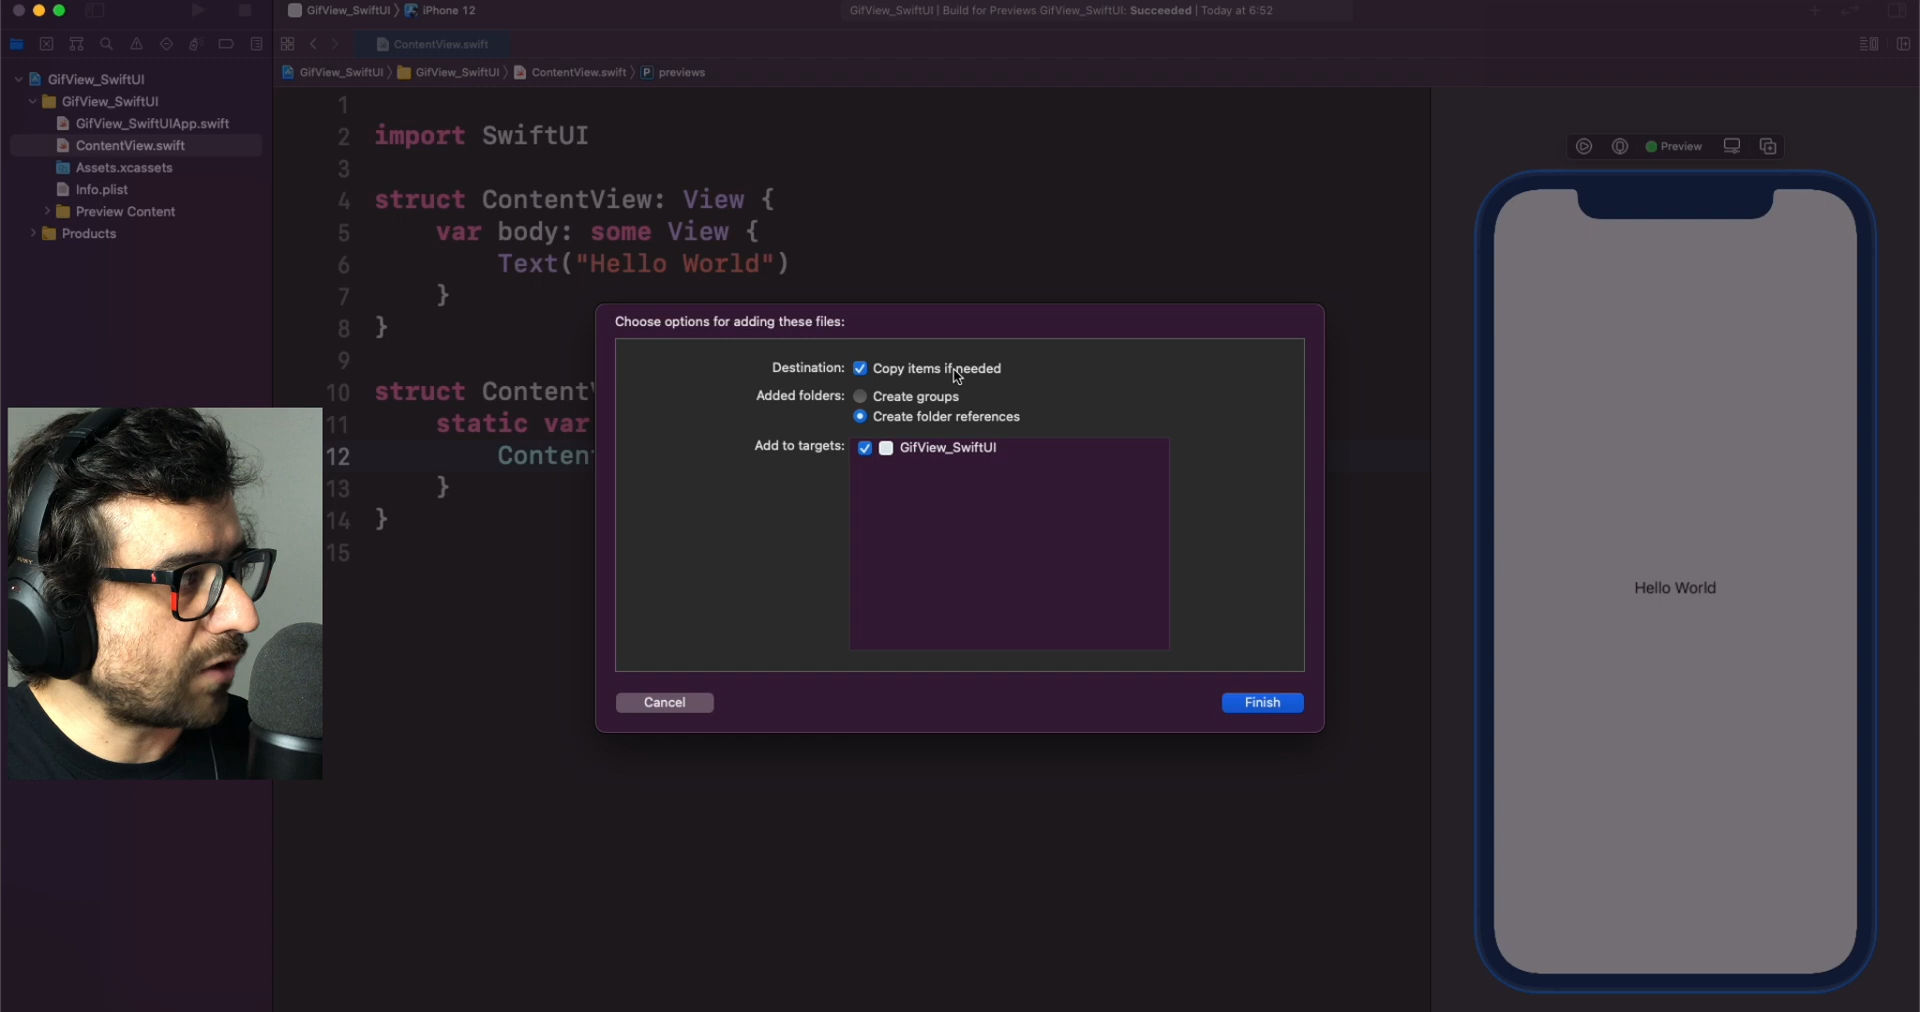 GifView_SwiftUI 〉 iPhone 12
GifView_SwiftUI | Build for Previews GifView_SwiftUI: Succeeded | Today at 6:52
ContentView.swift
GifView_SwiftUI 〉 GifView_SwiftUI 〉 ContentView.swift 〉 P previews
GifView_SwiftUI
GifView_SwiftUI
GifView_SwiftUIApp.swift
ContentView.swift
Assets.xcassets
Info.plist
Preview Content
Products
1
2 import SwiftUI
3
4 struct ContentView: View {
5 var body: some View {
6 Text("Hello World")
7 }
8 }
9
10 struct ContentV
11 static var
12 Conten
13 }
14 }
15
Choose options for adding these files:
Destination: Copy items if needed
Added folders: Create groups
Create folder references
Add to targets: GifView_SwiftUI
Cancel
Finish
Preview
Hello World